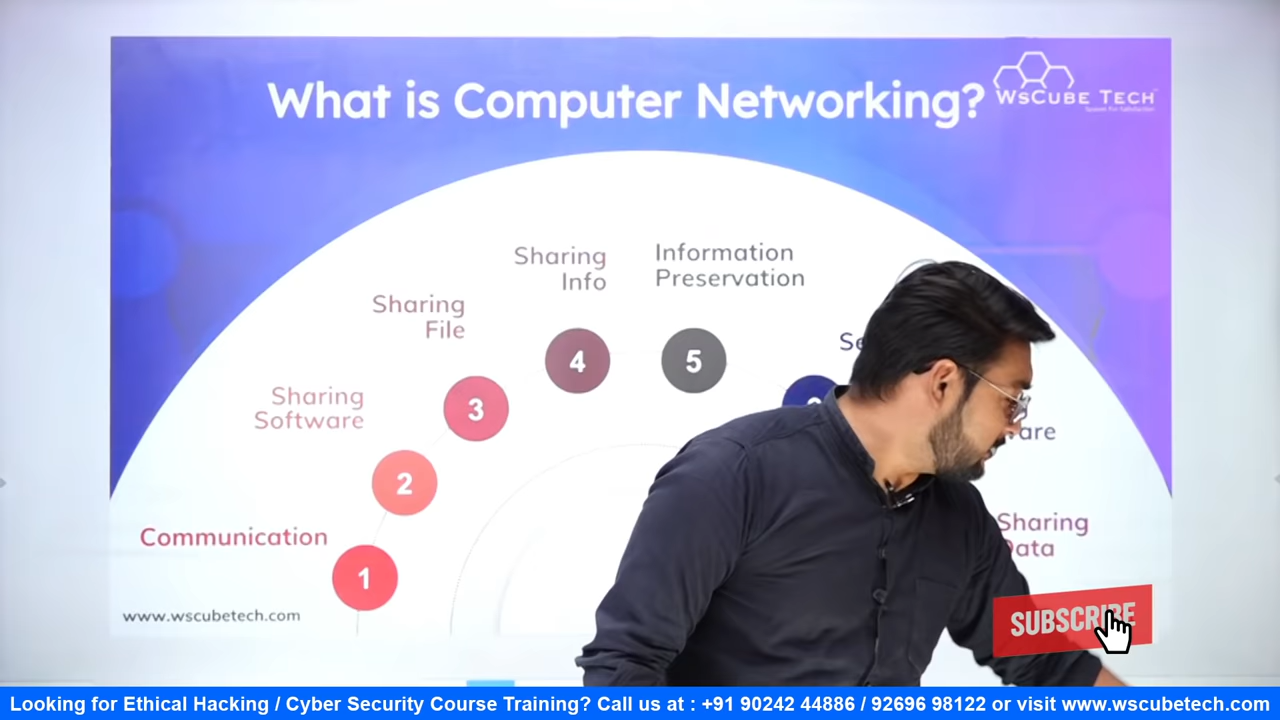 What is Computer Networking?
WsCube Tech
Sharing
Info
Information
Preservation
Sharing
File
4
5
Sharing
Software
3
2
Communication
1
Sharing
www.wscubetech.com
SUBSCRIBE
Looking for Ethical Hacking / Cyber Security Course Training? Call us at : +91 90242 44886 / 92696 98122 or visit www.wscubetech.com